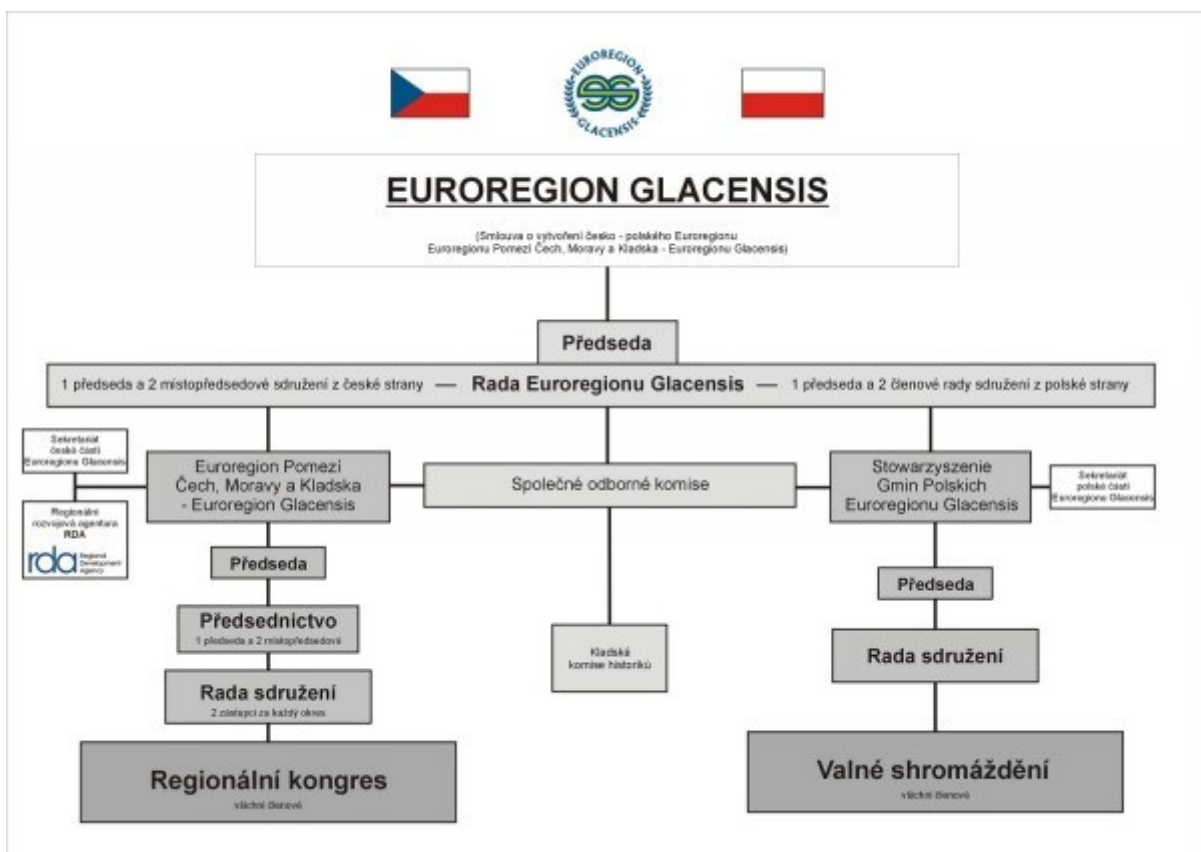 EUROREGION
GLACENSIS
EUROREGION GLACENSIS
(Smlouva o vytvoření česko - polského Euroregionu
Euroregionu Pomezí Čech, Moravy a Kladska - Euroregionu Glacensis)
Předseda
1 předseda a 2 místopředsedové sdružení z české strany — Rada Euroregionu Glacensis — 1 předseda a 2 členové rady sdružení z polské strany
Sekretariát
české části
Euroregionu Glacensis
Regionální
rozvojová agentura
RDA
rda Regional
Development
Agency
Euroregion Pomezí
Čech, Moravy a Kladska
- Euroregion Glacensis
Společné odborné komise
Stowarzyszenie
Gmin Polskich
Euroregionu Glacensis
Sekretariát
polské části
Euroregionu Glacensis
Předseda
Předsednictvo
1 předseda a 2 místopředsedové
Rada sdružení
2 zástupci za každý okres
Regionální kongres
všichni členové
Kladská
komise historiků
Předseda
Rada sdružení
Valné shromáždění
všichni členové